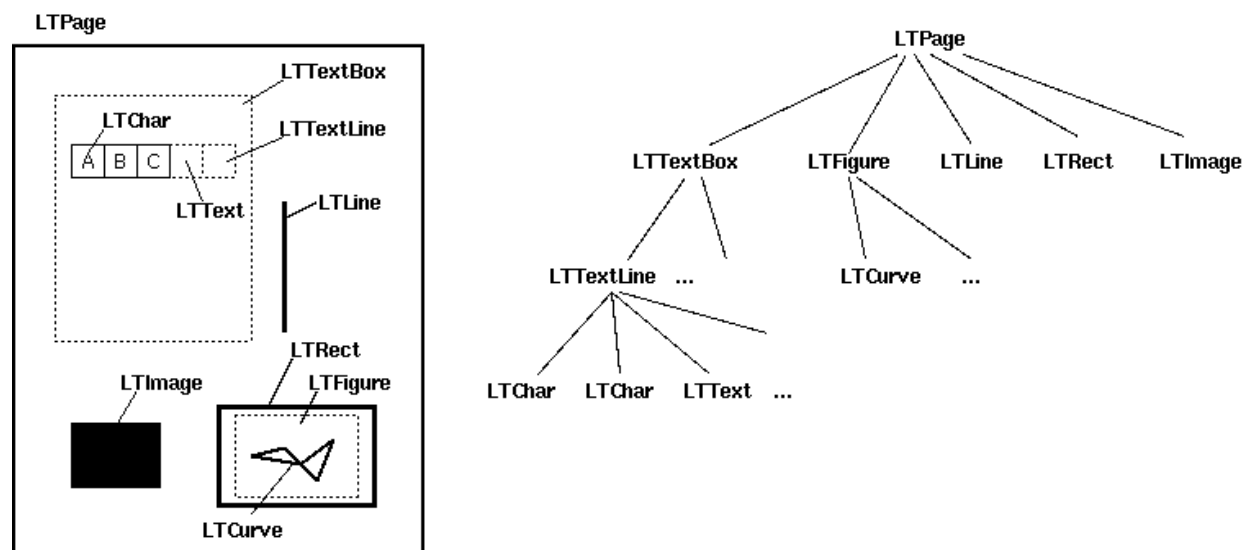 LTPage
LTTextBox
LTChar
LTTextLine
A B C
LTText
LTLine
LTRect
LTImage
LTFigure
LTCurve
LTPage
LTTextBox LTFigure LTLine LTRect LTImage
LTTextLine ... LTCurve ...
LTChar LTChar LTText ...